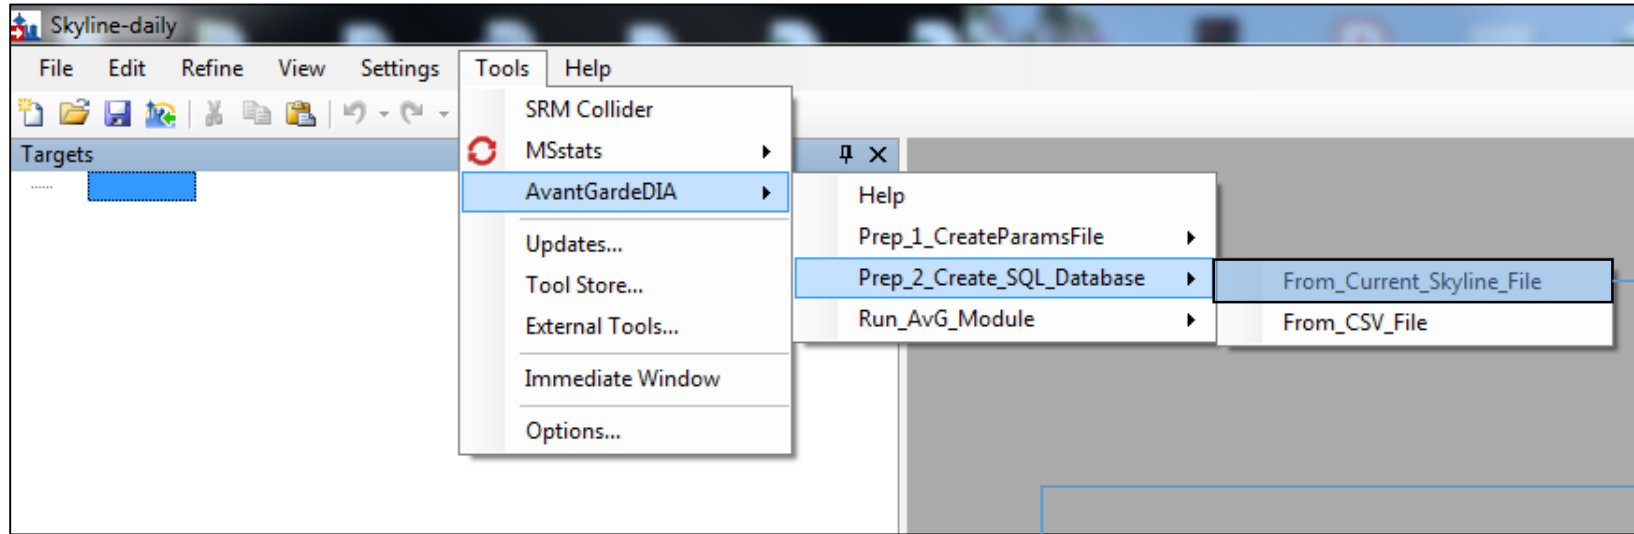 Skyline-daily
File Edit Refine View Settings Tools Help
SRM Collider
Targets
MSstats
AvantGardeDIA
Updates...
Tool Store...
External Tools...
Immediate Window
Options...
Help
Prep_1_CreateParamsFile
Prep_2_Create_SQL_Database
Run_AvG_Module
From_Current_Skyline_File
From_CSV_File